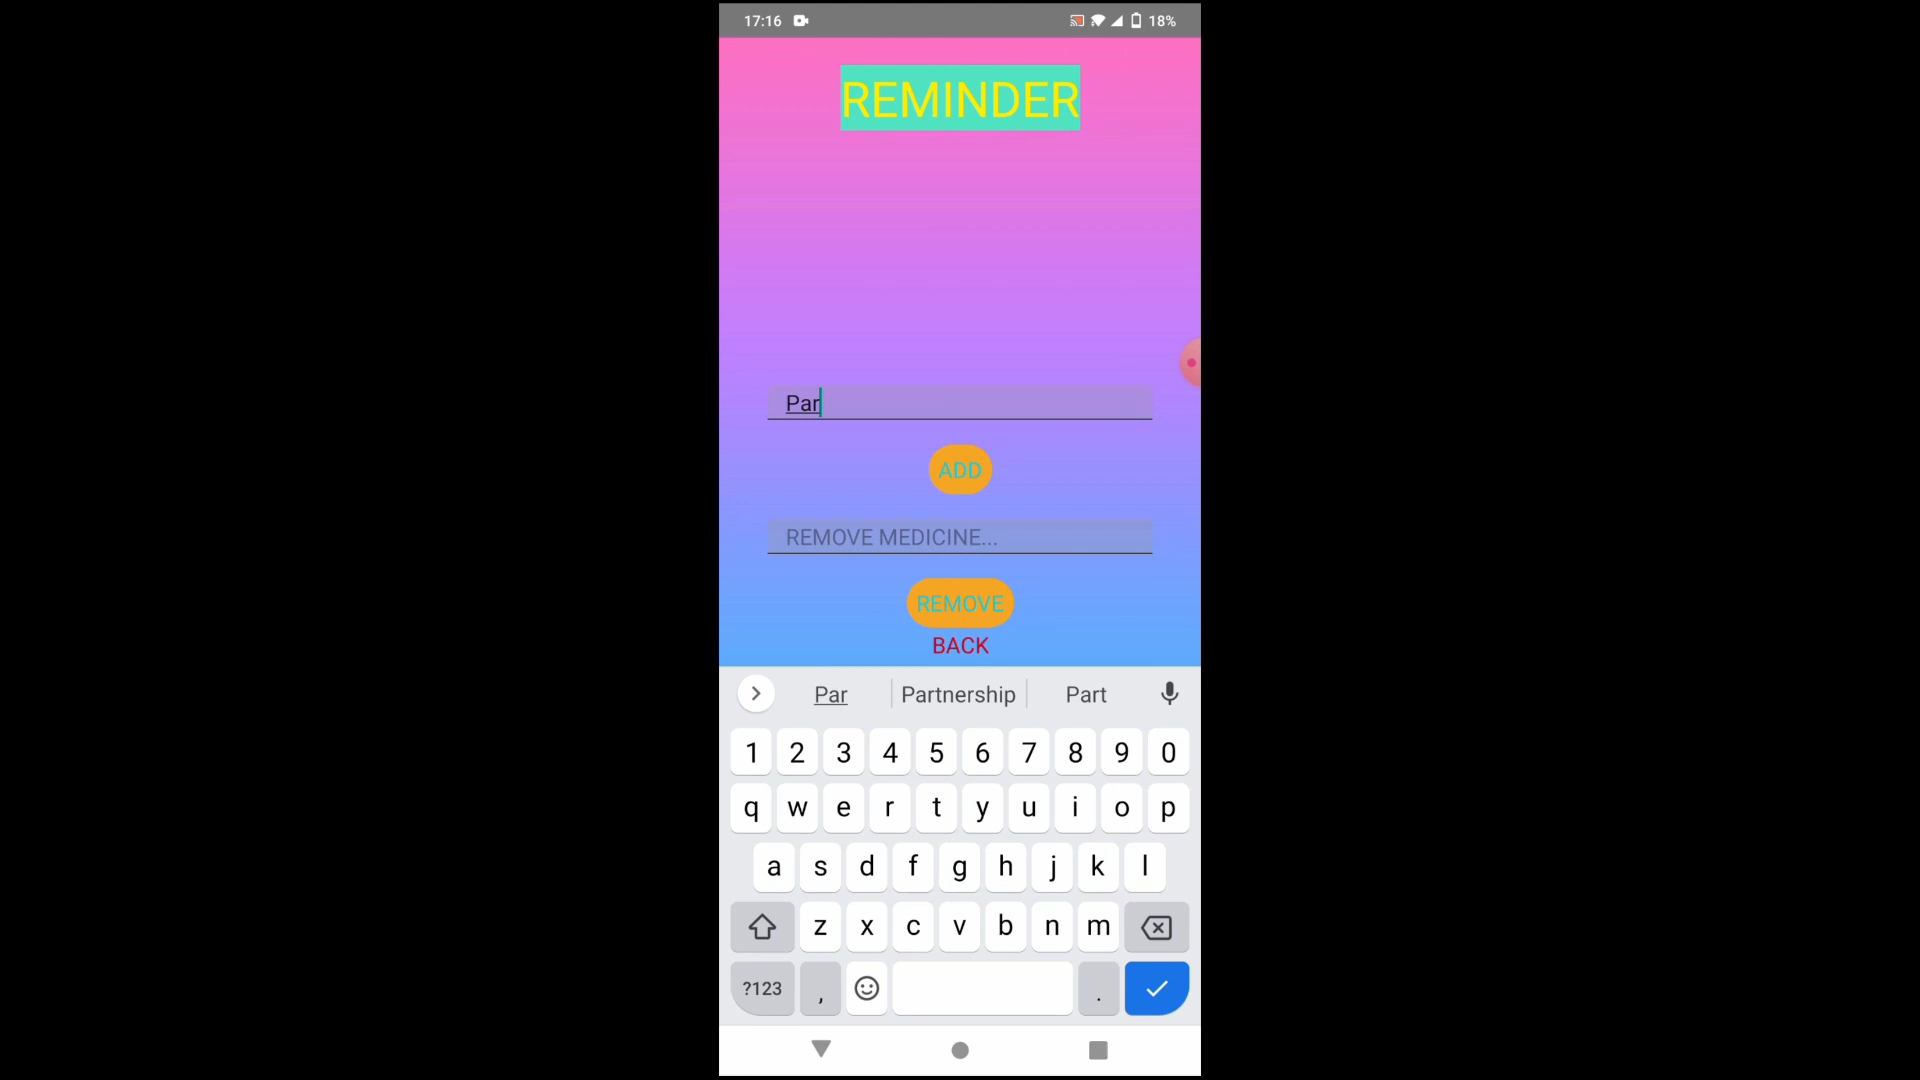 17:16 18%
REMINDER
Par
ADD
REMOVE MEDICINE...
REMOVE
BACK
Par Partnership Part
1 2 3 4 5 6 7 8 9 0
q w e r t y u i o p
a s d f g h j k l
z x c v b n m
?123 , .